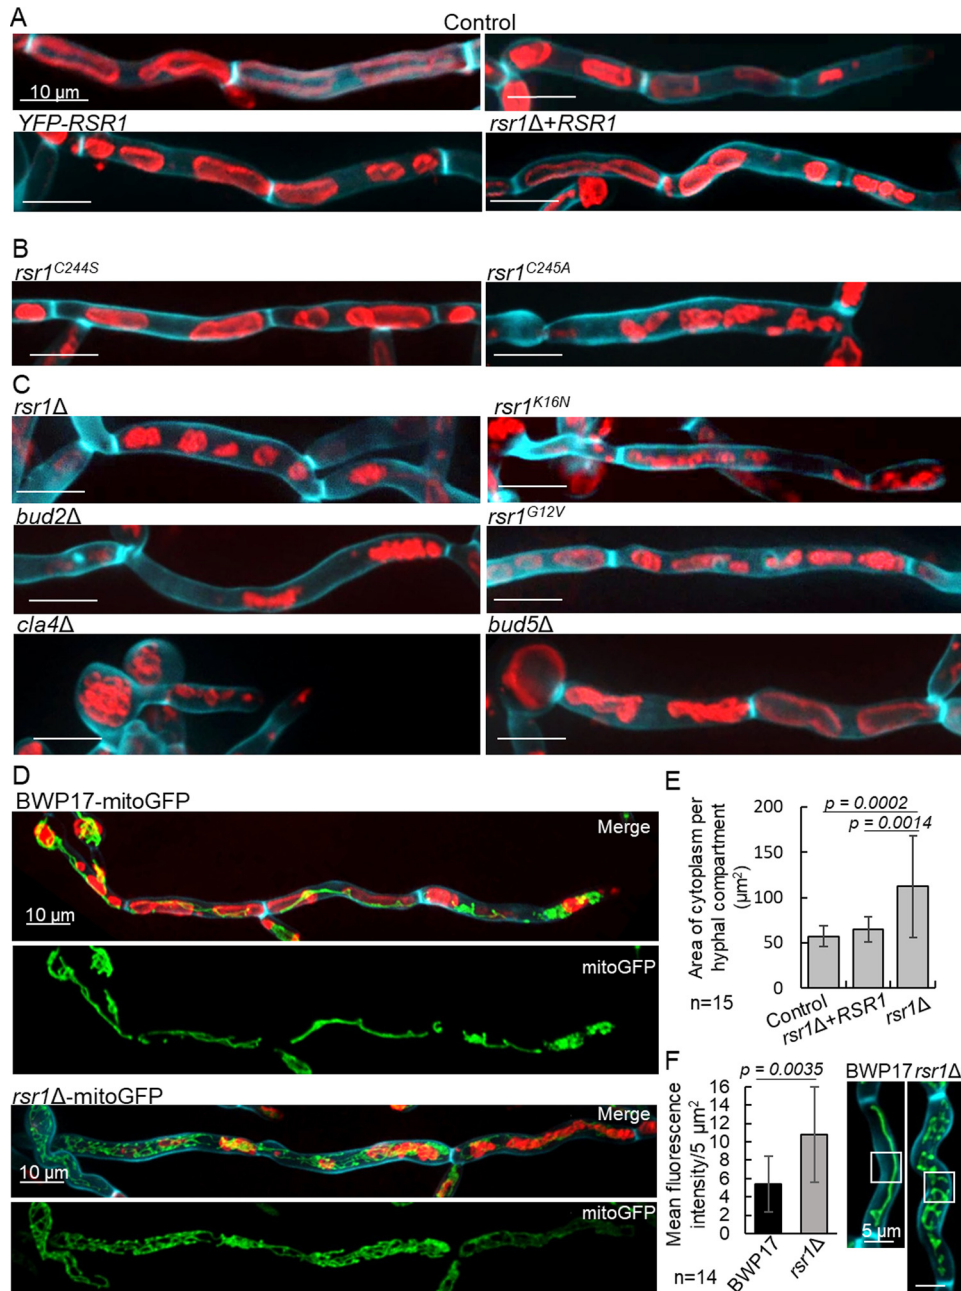 A
Control
10 µm
YFP-RSR1
rsr1Δ+RSR1
B
rsr1C244S
rsr1C245A
C
rsr1Δ
rsr1K16N
bud2Δ
rsr1G12V
cla4Δ
bud5Δ
D
BWP17-mitoGFP
Merge
10 µm
mitoGFP
rsr1Δ-mitoGFP
Merge
10 µm
mitoGFP
E
Area of cytoplasm per
hyphal compartment
(µm2)
200
150
100
50
0
p = 0.0002
p = 0.0014
Control
rsr1Δ+RSR1
rsr1Δ
n=15
F
Mean fluorescence
intensity/5 µm2
p = 0.0035
16
14
12
10
8
6
4
2
0
BWP17
rsr1Δ
n=14
BWP17 rsr1Δ
5 µm